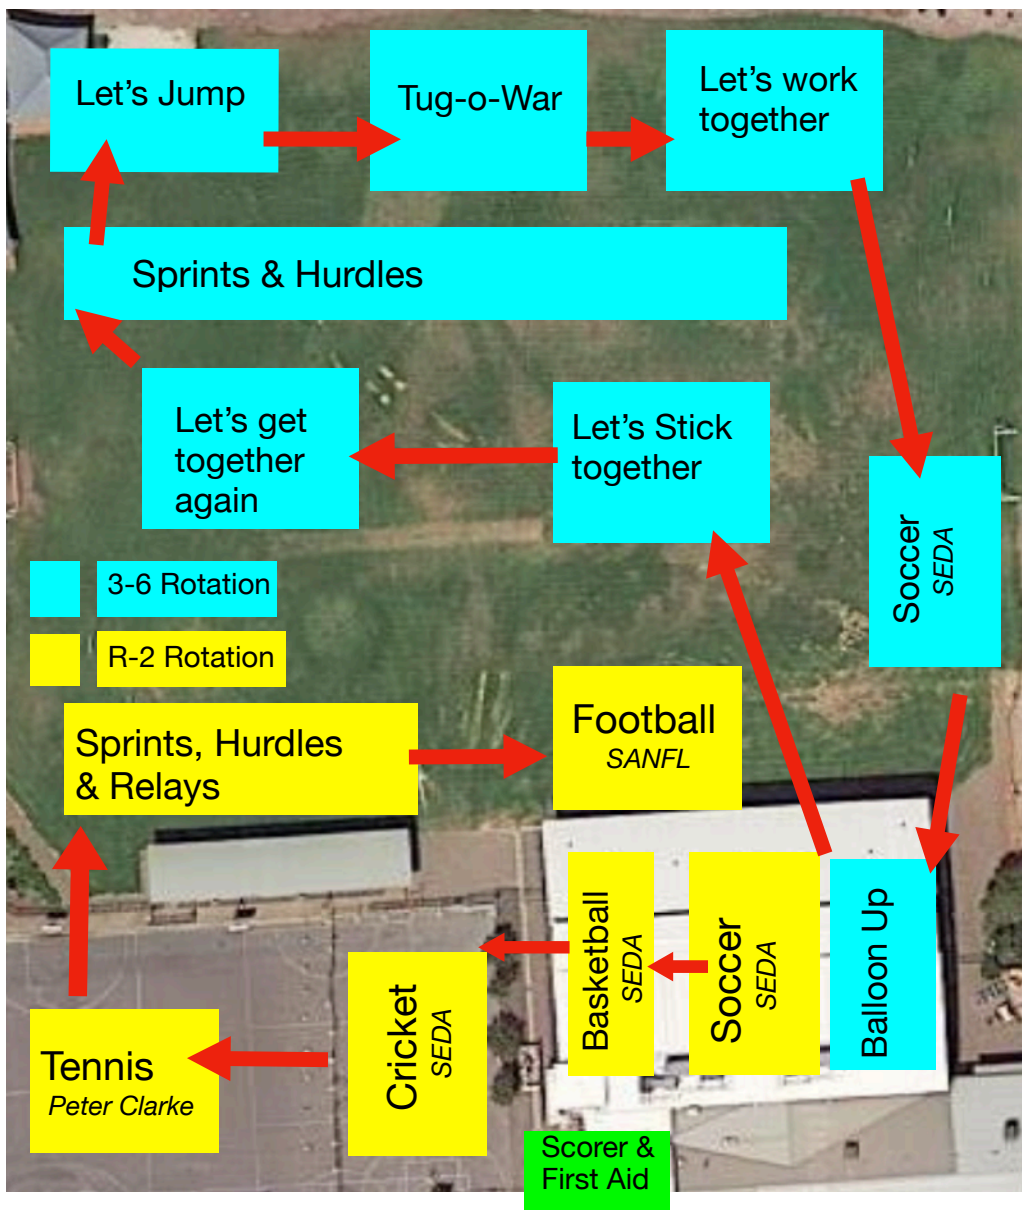 Let's Jump
Tug-o-War
Let's work
together
Sprints & Hurdles
Let's get
together
again
Let's Stick
together
Soccer
SEDA
3-6 Rotation
R-2 Rotation
Sprints, Hurdles
& Relays
Football
SANFL
Balloon Up
Soccer
SEDA
Basketball
SEDA
Cricket
SEDA
Tennis
Peter Clarke
Scorer &
First Aid